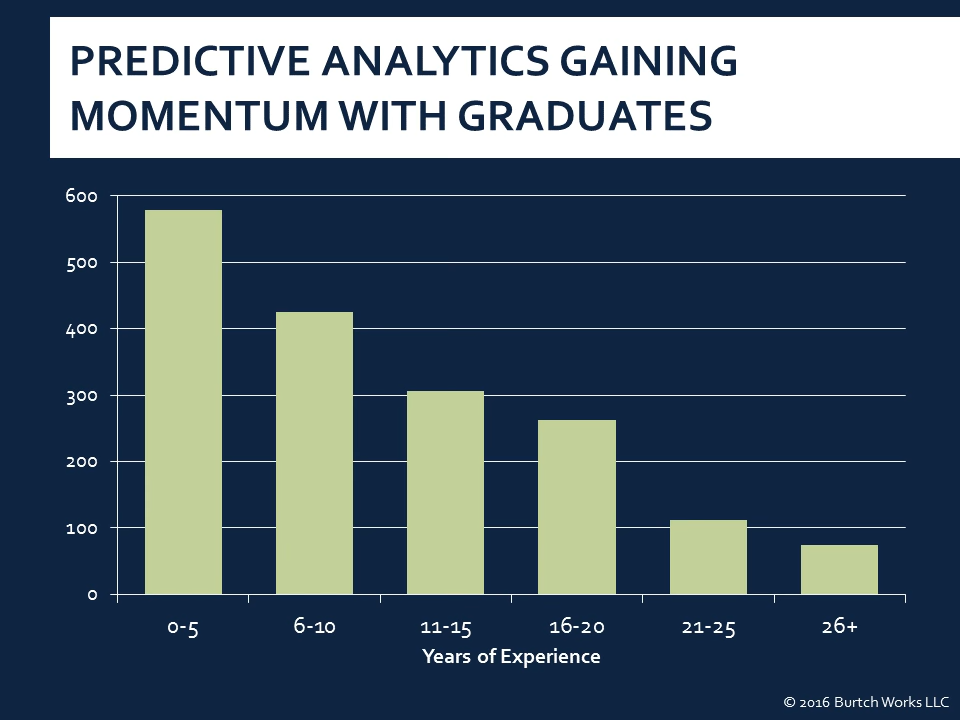 PREDICTIVE ANALYTICS GAINING
MOMENTUM WITH GRADUATES
600
500
400
300
200
100
0
0-5 6-10 11-15 16-20 21-25 26+
Years of Experience
© 2016 Burtch Works LLC